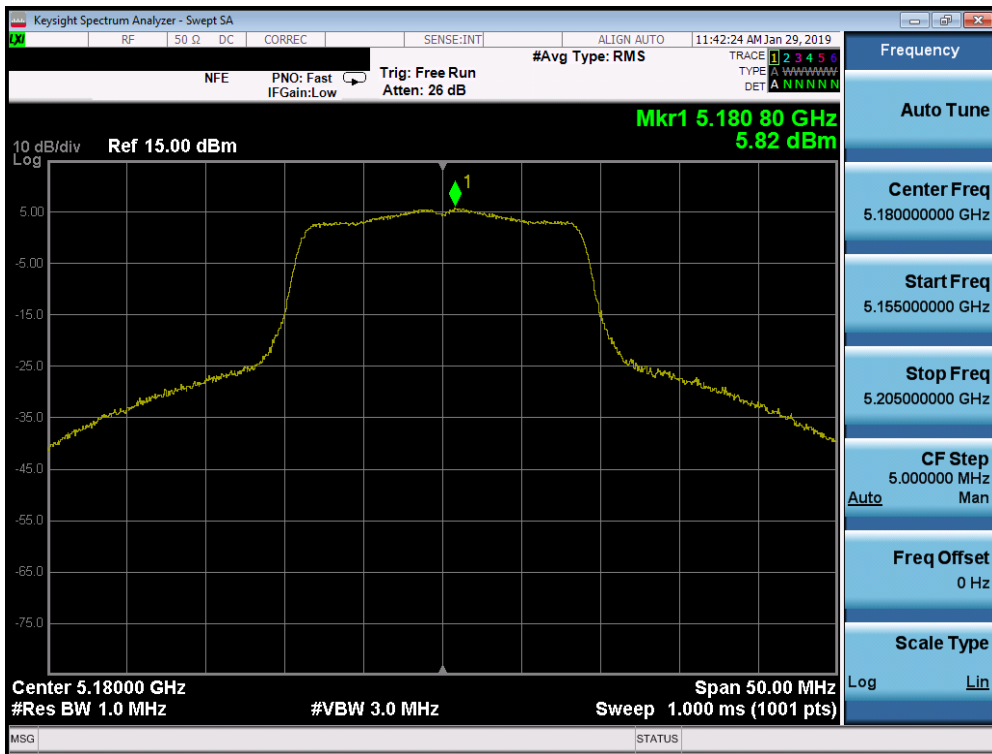 Keysight Spectrum Analyzer - Swept SA
LXI RF 50 Ω DC CORREC SENSE:INT ALIGN AUTO 11:42:24 AM Jan 29, 2019
NFE PNO: Fast IFGain:Low Trig: Free Run Atten: 26 dB #Avg Type: RMS
TRACE 1 2 3 4 5 6
TYPE A WWWWW
DET A N N N N N
Mkr1 5.180 80 GHz
5.82 dBm
10 dB/div Ref 15.00 dBm
Log
1
5.00
-5.00
-15.0
-25.0
-35.0
-45.0
-55.0
-65.0
-75.0
Center 5.18000 GHz Span 50.00 MHz
#Res BW 1.0 MHz #VBW 3.0 MHz Sweep 1.000 ms (1001 pts)
MSG STATUS
Frequency
Auto Tune
Center Freq
5.180000000 GHz
Start Freq
5.155000000 GHz
Stop Freq
5.205000000 GHz
CF Step
5.000000 MHz
Auto Man
Freq Offset
0 Hz
Scale Type
Log Lin